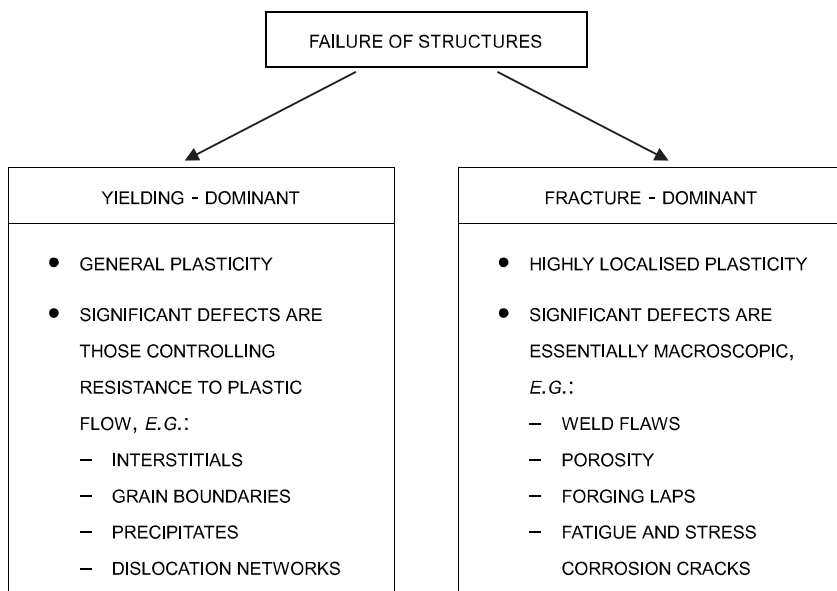 FAILURE OF STRUCTURES
YIELDING - DOMINANT
● GENERAL PLASTICITY
● SIGNIFICANT DEFECTS ARE
THOSE CONTROLLING
RESISTANCE TO PLASTIC
FLOW, E.G.:
– INTERSTITIALS
– GRAIN BOUNDARIES
– PRECIPITATES
– DISLOCATION NETWORKS
FRACTURE - DOMINANT
● HIGHLY LOCALISED PLASTICITY
● SIGNIFICANT DEFECTS ARE
ESSENTIALLY MACROSCOPIC,
E.G.:
– WELD FLAWS
– POROSITY
– FORGING LAPS
– FATIGUE AND STRESS
CORROSION CRACKS